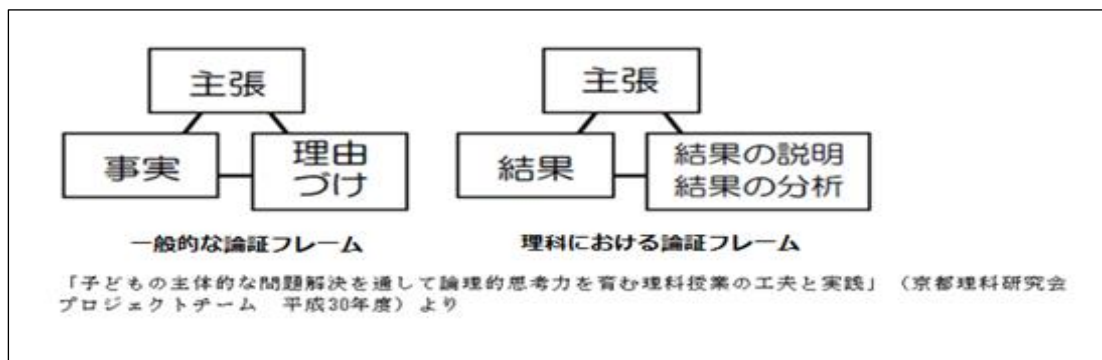 主張
事実
理由
づけ
一般的な論証フレーム
主張
結果
結果の説明
結果の分析
理科における論証フレーム
「子どもの主体的な問題解決を通して論理的思考力を育む理科授業の工夫と実践」（京都理科研究会
プロジェクトチーム　平成30年度）より